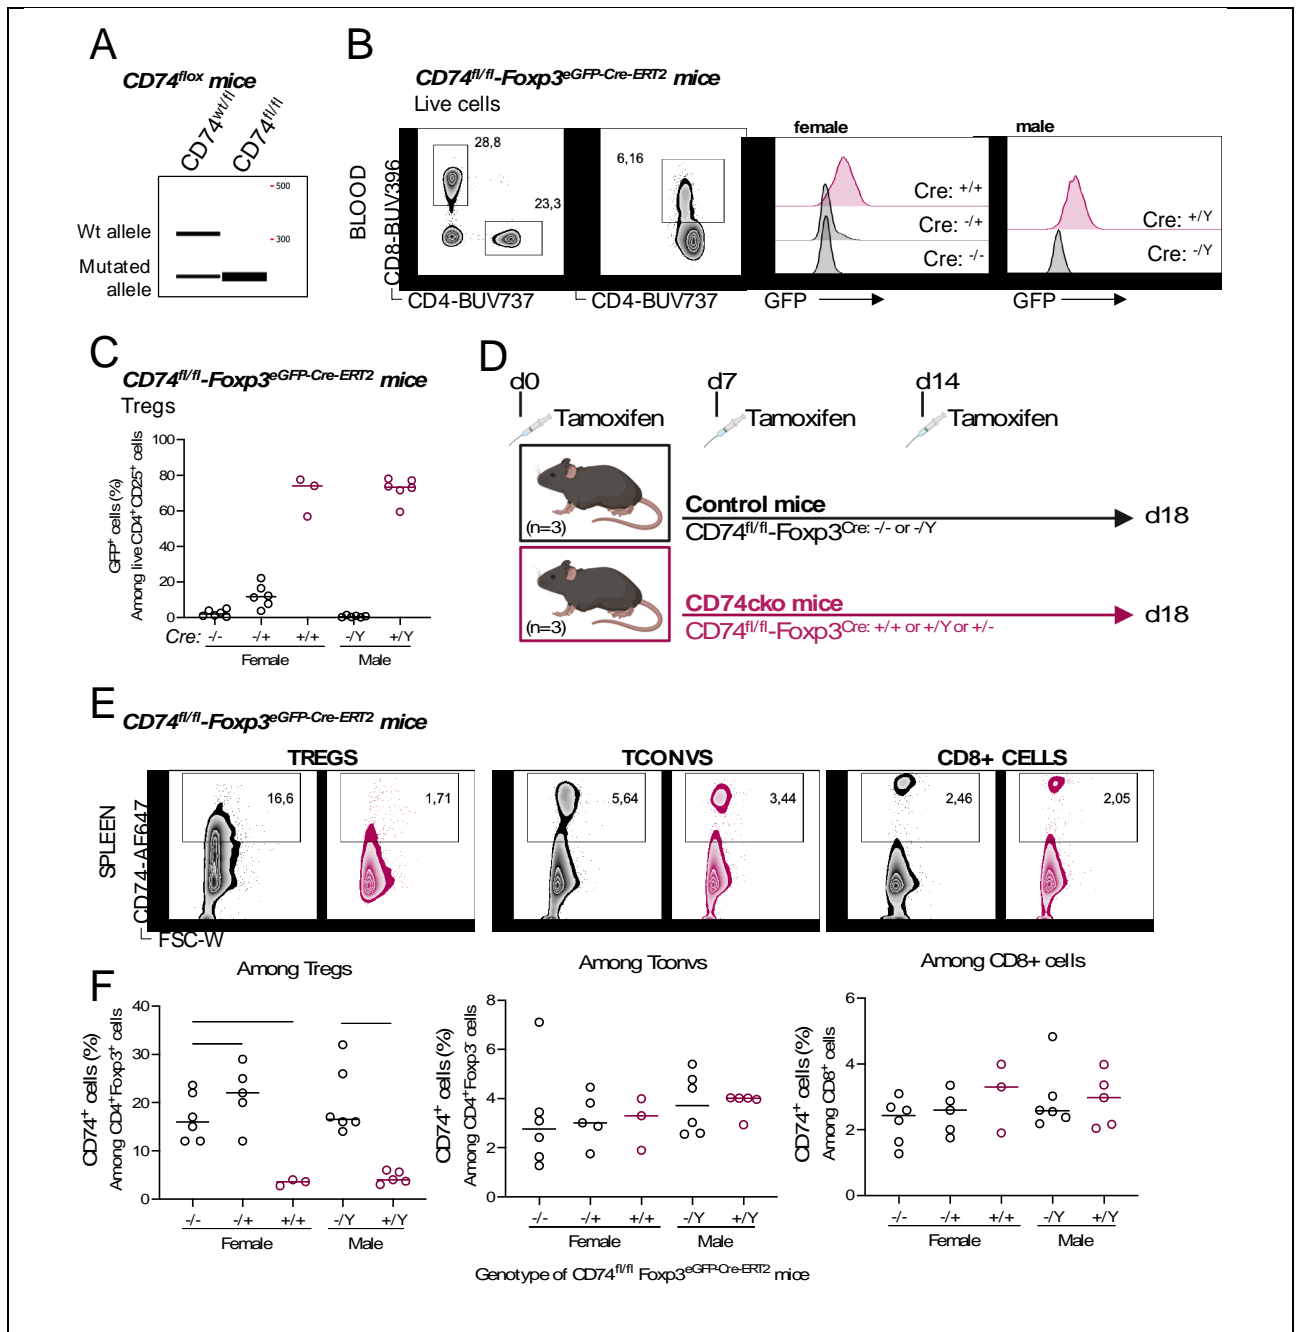 A
CD74flox mice
CD74wt/fl
CD74fl/fl
500
300
Wt allele
Mutated
allele
B
CD74fl/fl-Foxp3eGFP-Cre-ERT2 mice
Live cells
BLOOD
CD8-BUV396
28,8
23,3
CD4-BUV737
6,16
CD4-BUV737
female
Cre: +/+
Cre: -/+
Cre: -/-
GFP
male
Cre: +/Y
Cre: -/Y
GFP
C
CD74fl/fl-Foxp3eGFP-Cre-ERT2 mice
Tregs
GFP+ cells (%)
Among live CD4+CD25+ cells
100
80
60
40
20
0
Cre: -/- -/+ +/+ -/Y +/Y
Female Male
D
d0 d7 d14
Tamoxifen Tamoxifen Tamoxifen
(n=3)
Control mice
CD74fl/fl-Foxp3Cre: -/- or -/Y
d18
(n=3)
CD74cko mice
CD74fl/fl-Foxp3Cre: +/+ or +/Y or +/-
d18
E
CD74fl/fl-Foxp3eGFP-Cre-ERT2 mice
TREGS TCONVS CD8+ CELLS
SPLEEN
CD74-AF647
FSC-W
16,6
1,71
5,64
3,44
2,46
2,05
F
Among Tregs
CD74+ cells (%)
Among CD4+Foxp3+ cells
40
30
20
10
0
-/- -/+ +/+ -/Y +/Y
Female Male
Among Tconvs
CD74+ cells (%)
Among CD4+Foxp3- cells
8
6
4
2
0
-/- -/+ +/+ -/Y +/Y
Female Male
Among CD8+ cells
CD74+ cells (%)
Among CD8+ cells
6
4
2
0
-/- -/+ +/+ -/Y +/Y
Female Male
Genotype of CD74fl/fl Foxp3eGFP-Cre-ERT2 mice